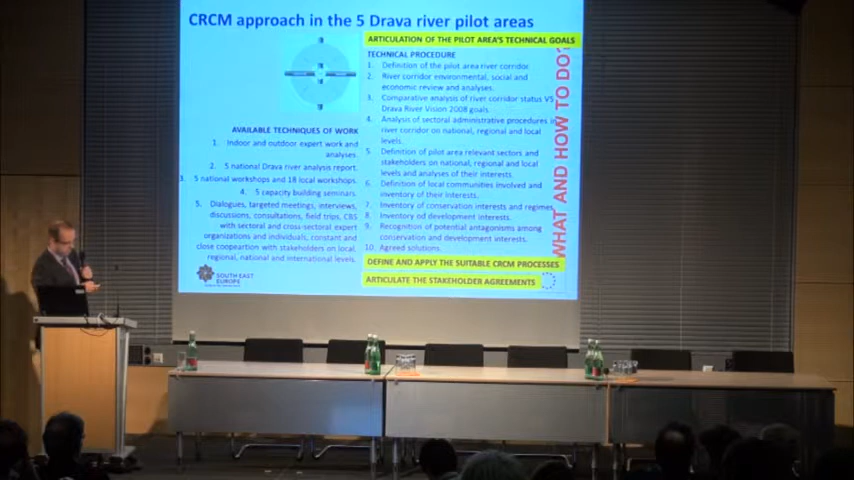 CRCM approach in the 5 Drava river pilot areas
AVAILABLE TECHNIQUES OF WORK
1. Indoor and outdoor expert work and
analyses.
2. 5 national Drava river analysis report.
3. 5 national workshops and 18 local workshops.
4. 5 capacity building seminars.
5. Dialogues, targeted meetings, interviews,
discussions, consultations, field trips, CBS
with sectoral and cross-sectoral expert
organizations and individuals, constant and
close coopeartion with stakeholders on local,
regional, national and international levels.
SOUTH EAST
EUROPE
ARTICULATION OF THE PILOT AREA'S TECHNICAL GOALS
TECHNICAL PROCEDURE
1. Definition of the pilot area river corridor.
2. River corridor environmental, social and
economic review and analyses.
3. Comparative analysis of river corridor status VS
Drava River Vision 2008 goals.
4. Analysis of sectoral administrative procedures in
river corridor on national, regional and local
levels.
5. Definition of pilot area relevant sectors and
stakeholders on national, regional and local
levels and analyses of their interests.
6. Definition of local communities involved and
inventory of their interests.
7. Inventory of conservation interests and regimes.
8. Inventory od development interests.
9. Recognition of potential antagonisms among
conservation and development interests.
10. Agreed solutions.
DEFINE AND APPLY THE SUITABLE CRCM PROCESSES
ARTICULATE THE STAKEHOLDER AGREEMENTS
WHAT AND HOW TO DO?